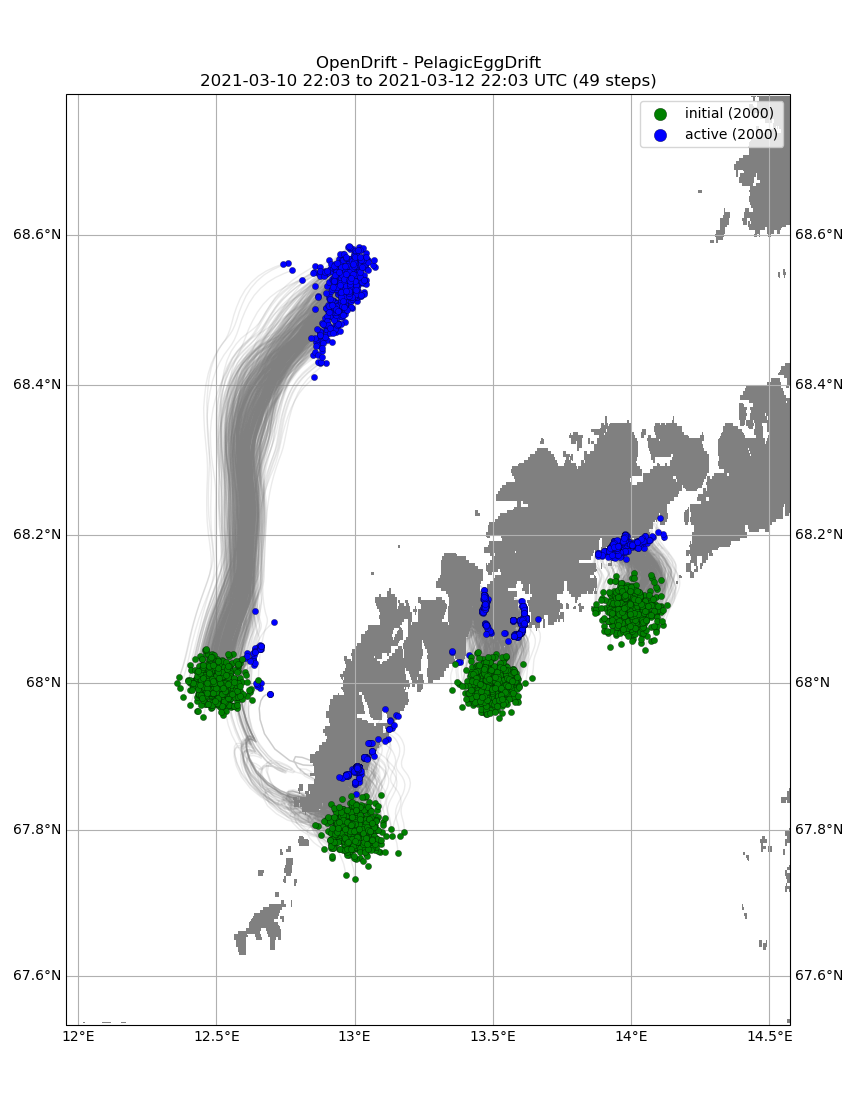 OpenDrift - PelagicEggDrift
2021-03-10 22:03 to 2021-03-12 22:03 UTC (49 steps)
initial (2000)
active (2000)
68.6°N 68.6°N
68.4°N 68.4°N
68.2°N 68.2°N
68°N 68°N
67.8°N 67.8°N
67.6°N 67.6°N
12°E 12.5°E 13°E 13.5°E 14°E 14.5°E